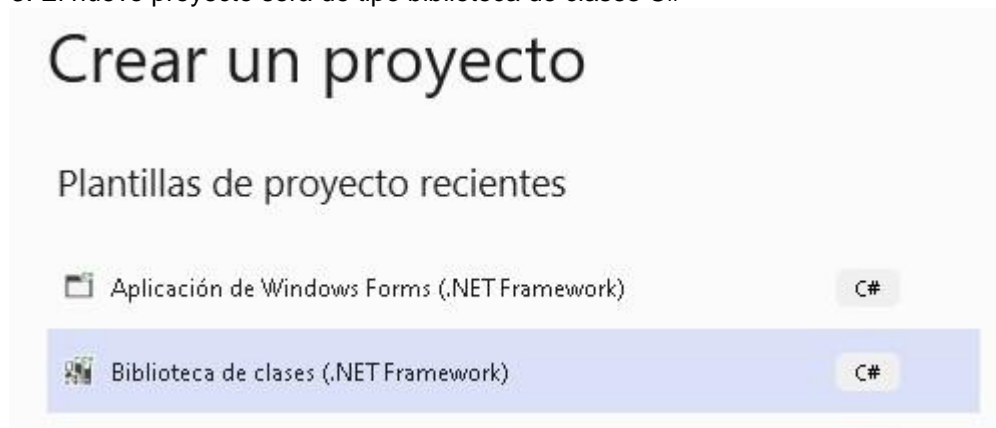 Crear un proyecto
Plantillas de proyecto recientes
Aplicación de Windows Forms (.NET Framework) C#
Biblioteca de clases (.NET Framework) C#